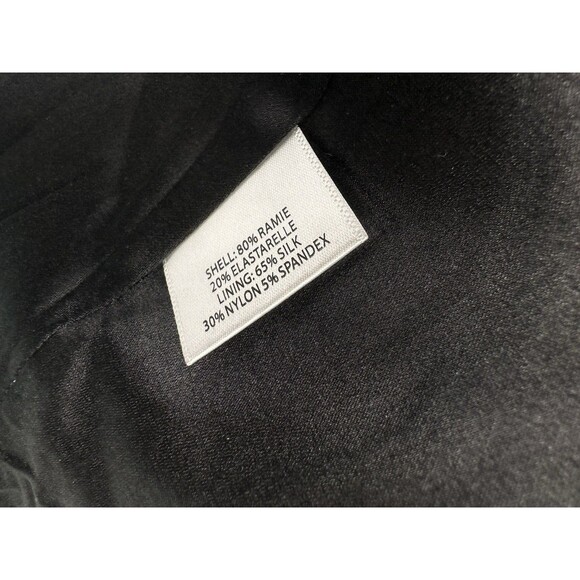 SHELL: 80% RAMIE
20% ELASTARELLE
LINING: 65% SILK
30% NYLON 5% SPANDEX